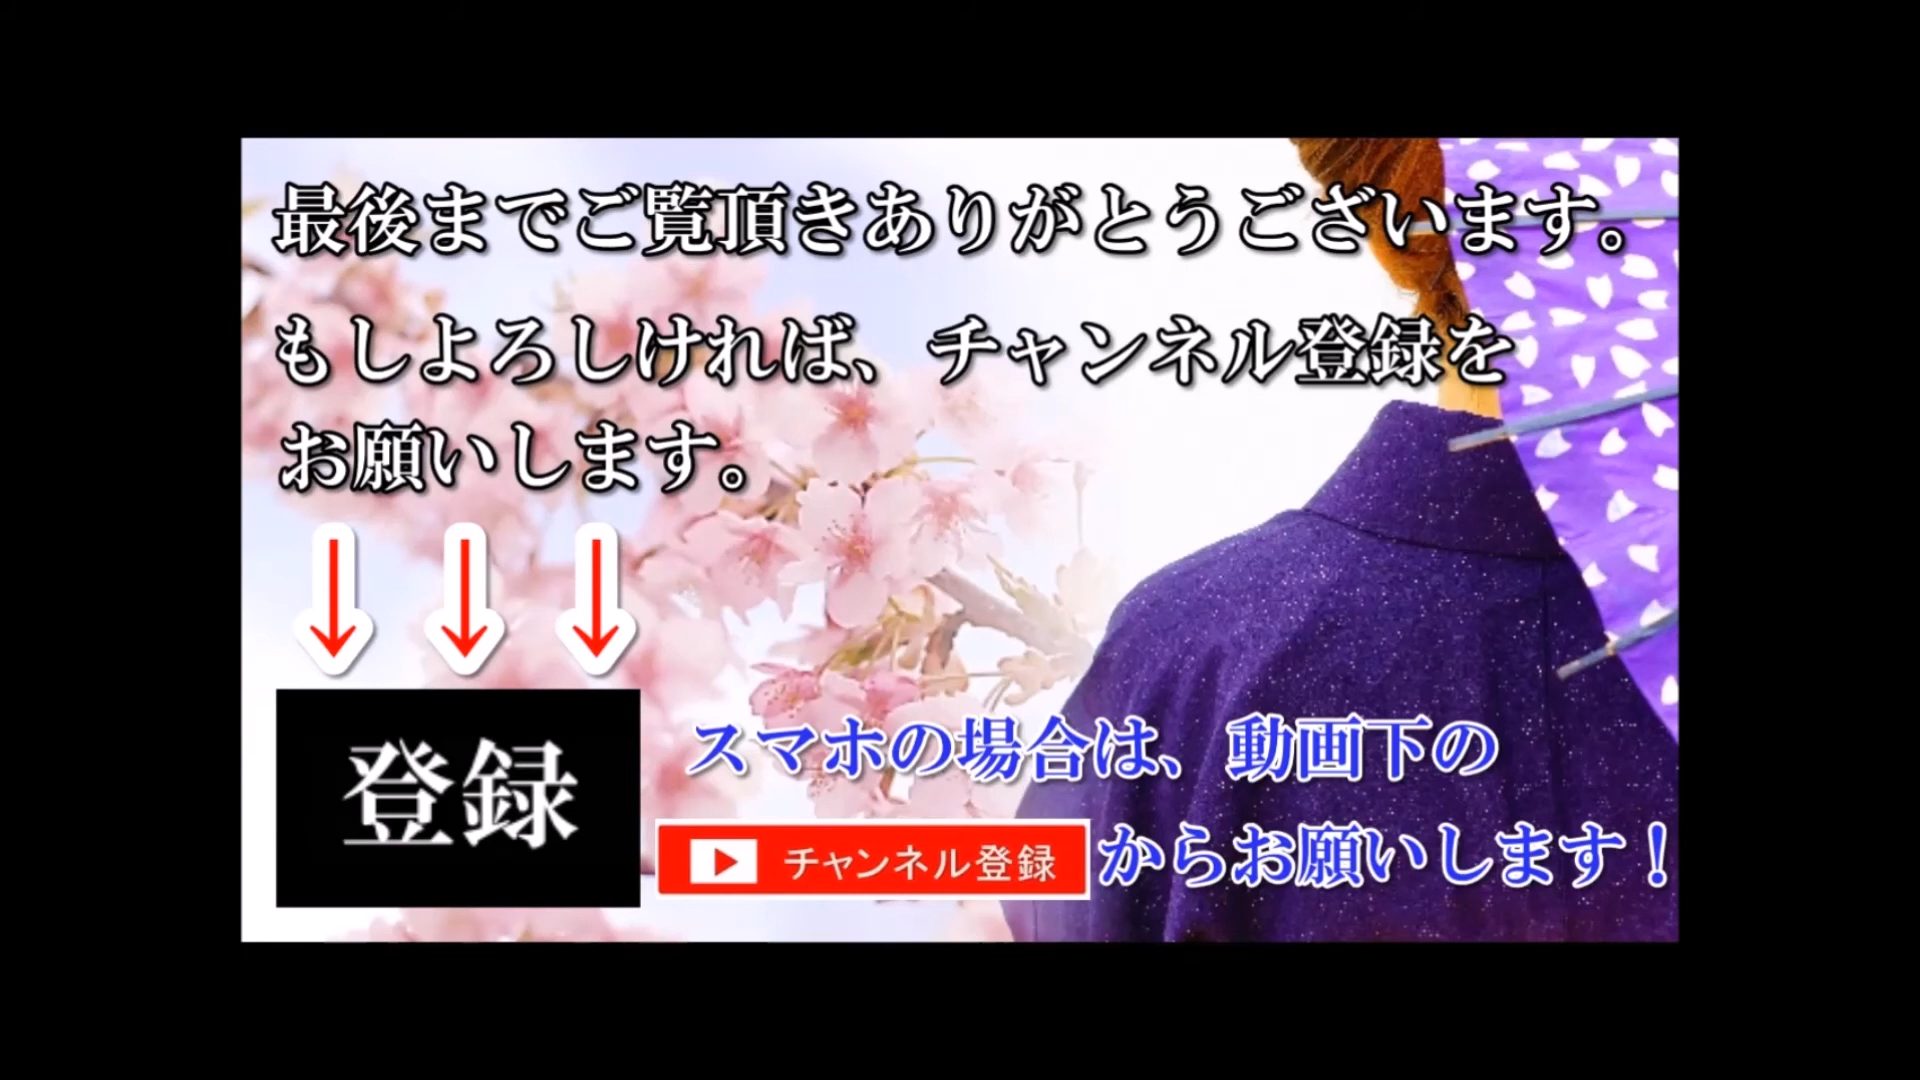 最後までご覧頂きありがとうございます。
もしよろしければ、チャンネル登録を
お願いします。
登録
スマホの場合は、動画下の
チャンネル登録 からお願いします！